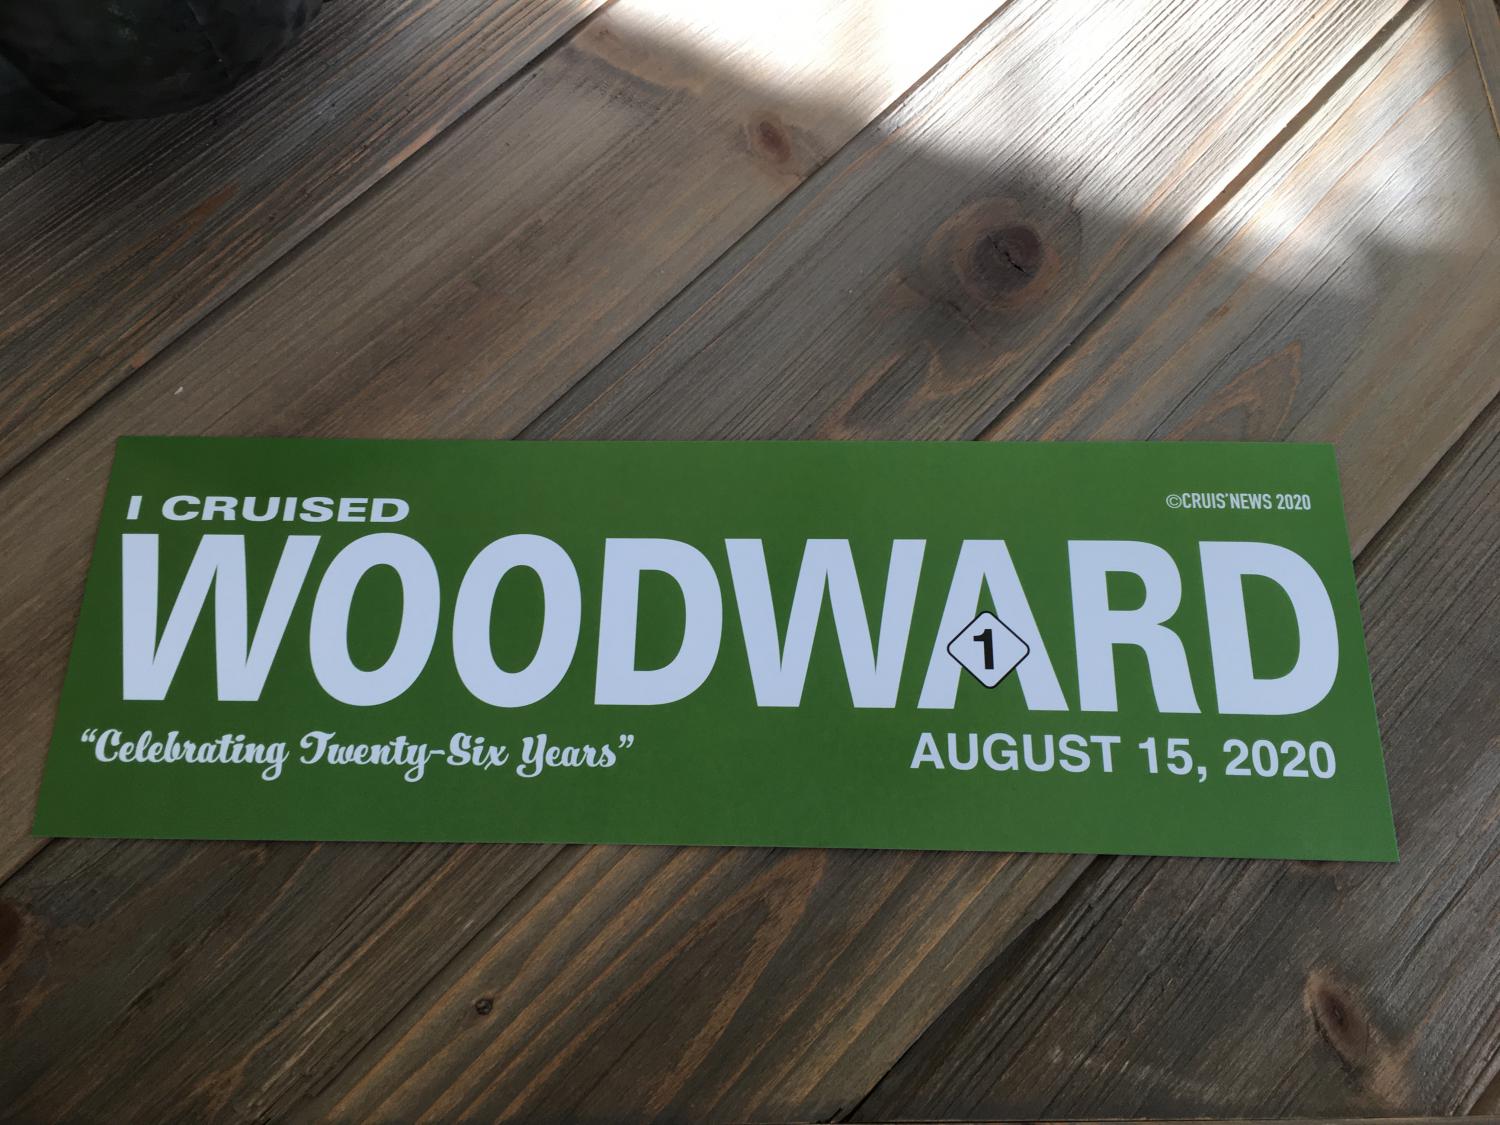 I CRUISED
©CRUIS'NEWS 2020
WOODWARD
1
"Celebrating Twenty-Six Years"
AUGUST 15, 2020